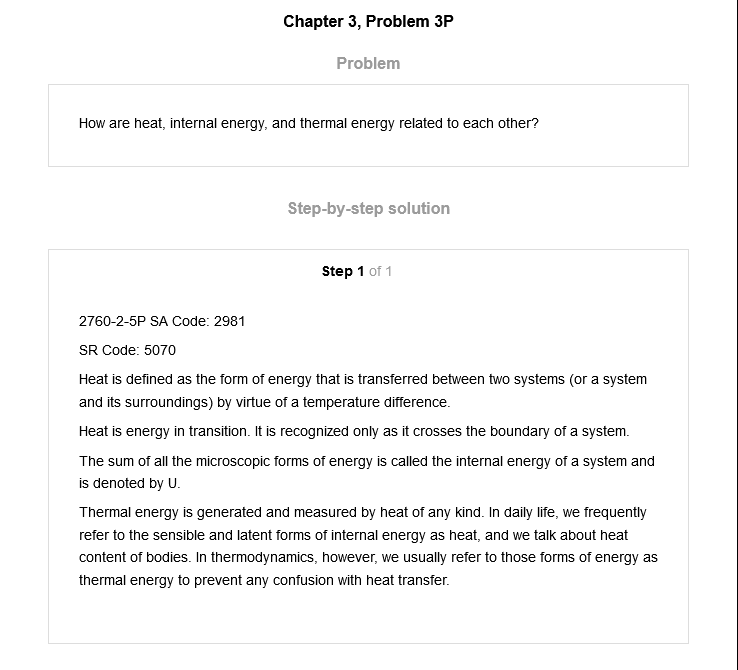 Chapter 3, Problem 3P
Problem
How are heat, internal energy, and thermal energy related to each other?
Step-by-step solution
Step 1 of 1
2760-2-5P SA Code: 2981
SR Code: 5070
Heat is defined as the form of energy that is transferred between two systems (or a system
and its surroundings) by virtue of a temperature difference.
Heat is energy in transition. It is recognized only as it crosses the boundary of a system.
The sum of all the microscopic forms of energy is called the internal energy of a system and
is denoted by U.
Thermal energy is generated and measured by heat of any kind. In daily life, we frequently
refer to the sensible and latent forms of internal energy as heat, and we talk about heat
content of bodies. In thermodynamics, however, we usually refer to those forms of energy as
thermal energy to prevent any confusion with heat transfer.